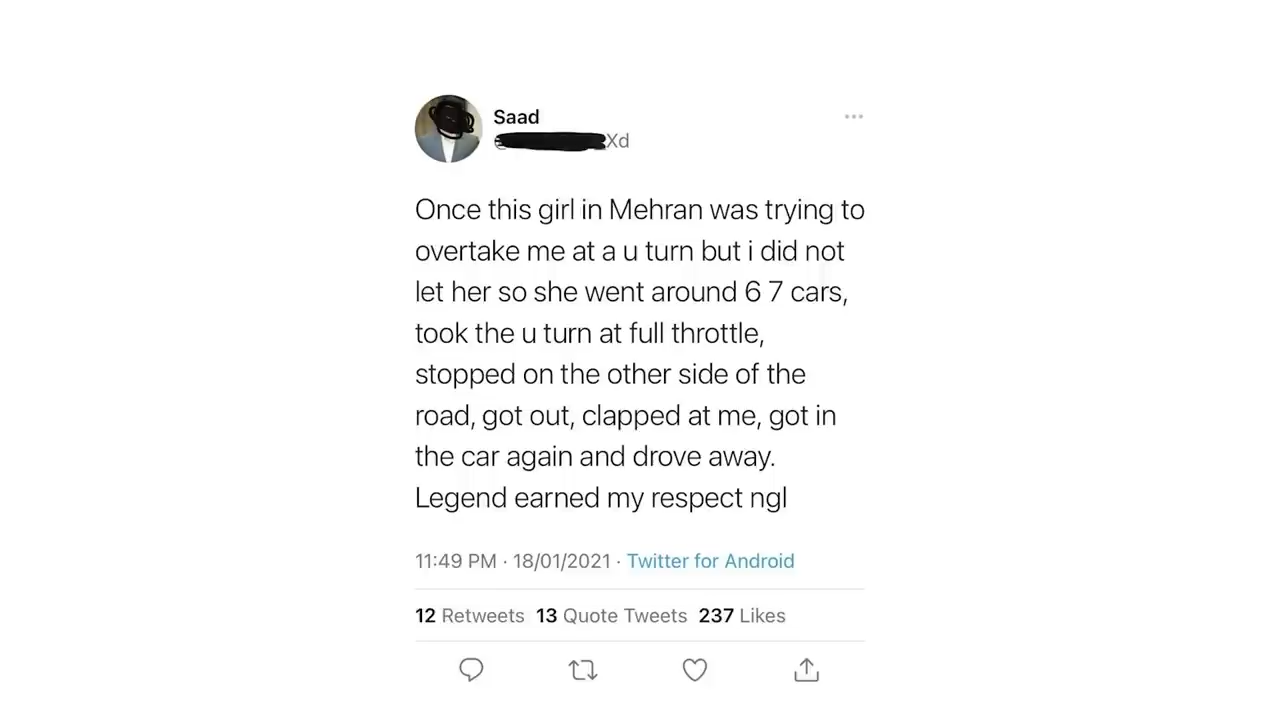 Saad
Xd
Once this girl in Mehran was trying to
overtake me at a u turn but i did not
let her so she went around 6 7 cars,
took the u turn at full throttle,
stopped on the other side of the
road, got out, clapped at me, got in
the car again and drove away.
Legend earned my respect ngl
11:49 PM · 18/01/2021 · Twitter for Android
12 Retweets 13 Quote Tweets 237 Likes